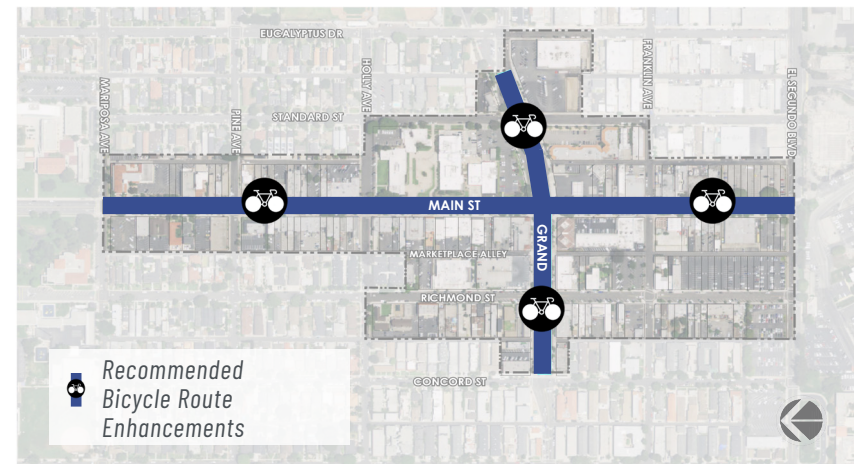 EUCALYPTUS DR
MARIPOSA AVE
PINE AVE
HOLLY AVE
FRANKLIN AVE
EL SEGUNDO BLVD
STANDARD ST
MAIN ST
GRAND
MARKETPLACE ALLEY
RICHMOND ST
CONCORD ST
Recommended
Bicycle Route
Enhancements